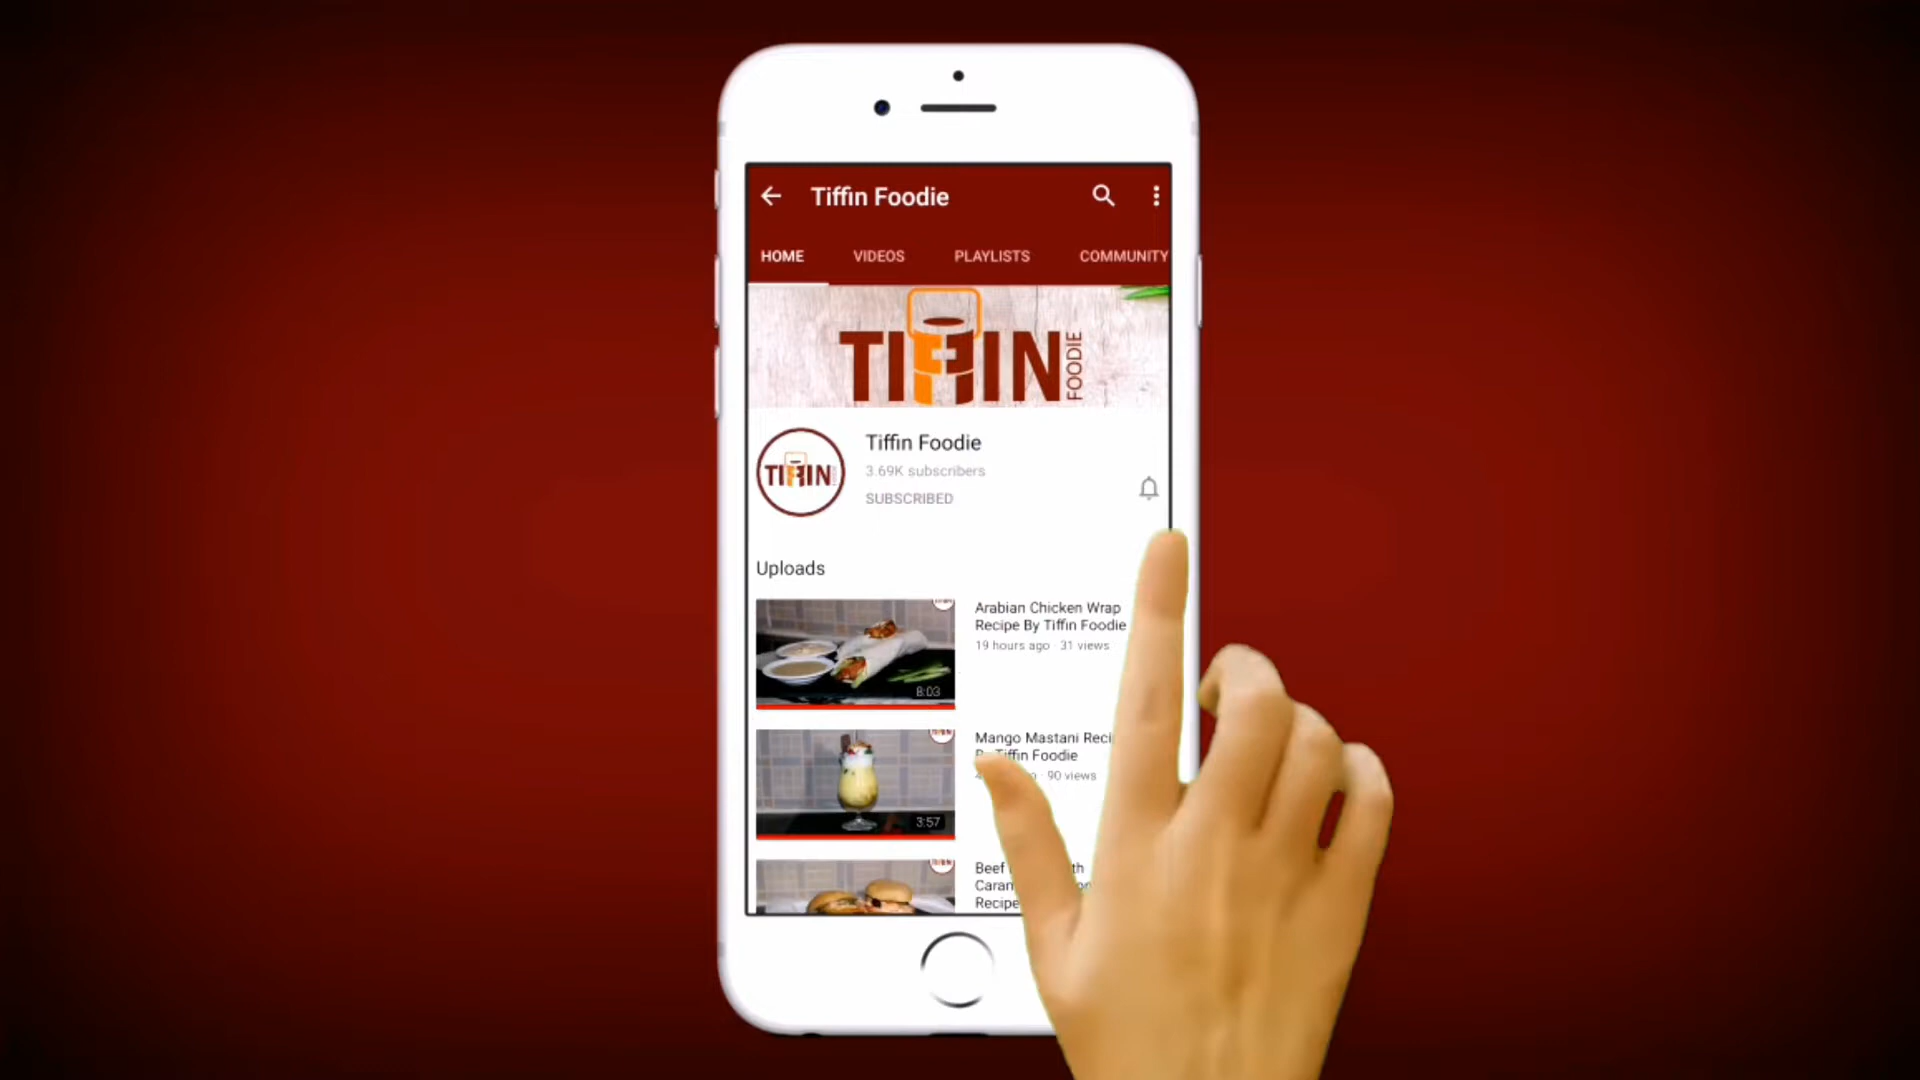 Tiffin Foodie
HOME VIDEOS PLAYLISTS COMMUNITY
TIFFIN FOODIE
TIFFIN
Tiffin Foodie
3.69K subscribers
SUBSCRIBED
Uploads
Arabian Chicken Wrap
Recipe By Tiffin Foodie
19 hours ago · 31 views
8:03
Mango Mastani
Tiffin Foodie
90 views
3:57
Beef
Recipe